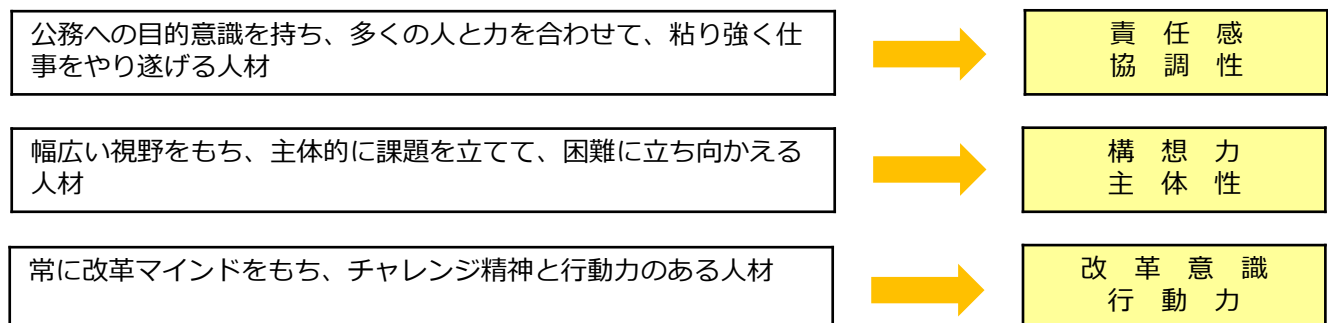 公務への目的意識を持ち、多くの人と力を合わせて、粘り強く仕
事をやり遂げる人材
責 任 感
協 調 性
幅広い視野をもち、主体的に課題を立てて、困難に立ち向かえる
人材
構 想 力
主 体 性
常に改革マインドをもち、チャレンジ精神と行動力のある人材
改 革 意 識
行 動 力